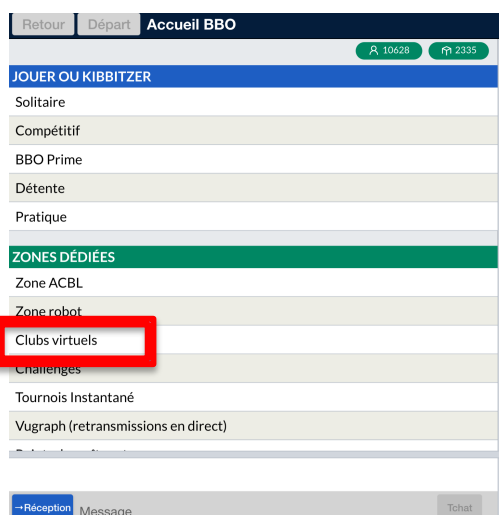 Retour Départ Accueil BBO
10628 2335
JOUER OU KIBBITZER
Solitaire
Compétitif
BBO Prime
Détente
Pratique
ZONES DÉDIÉES
Zone ACBL
Zone robot
Clubs virtuels
Challenges
Tournois Instantané
Vugraph (retransmissions en direct)
→Réception Message Tchat